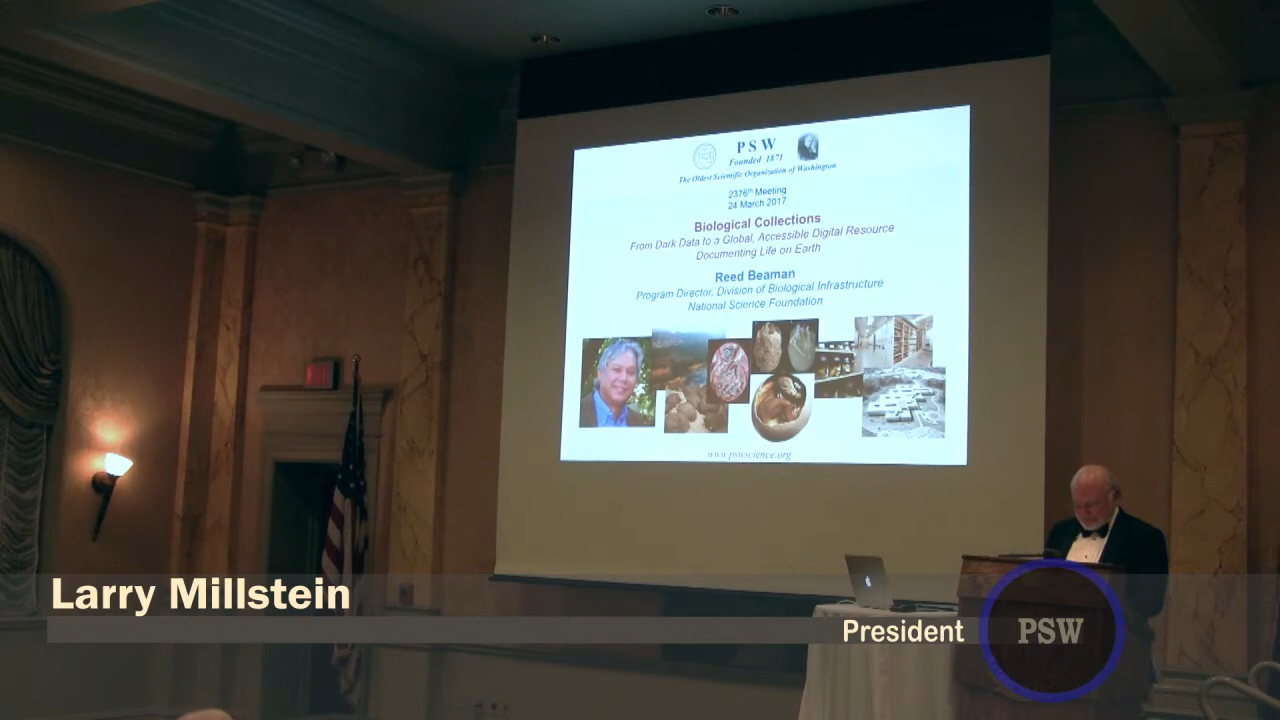 PSW
Founded 1871
The Oldest Scientific Organization of Washington
2376th Meeting
24 March 2017
Biological Collections
From Dark Data to a Global, Accessible Digital Resource
Documenting Life on Earth
Reed Beaman
Program Director, Division of Biological Infrastructure
National Science Foundation
www.pswscience.org
Larry Millstein
President
PSW